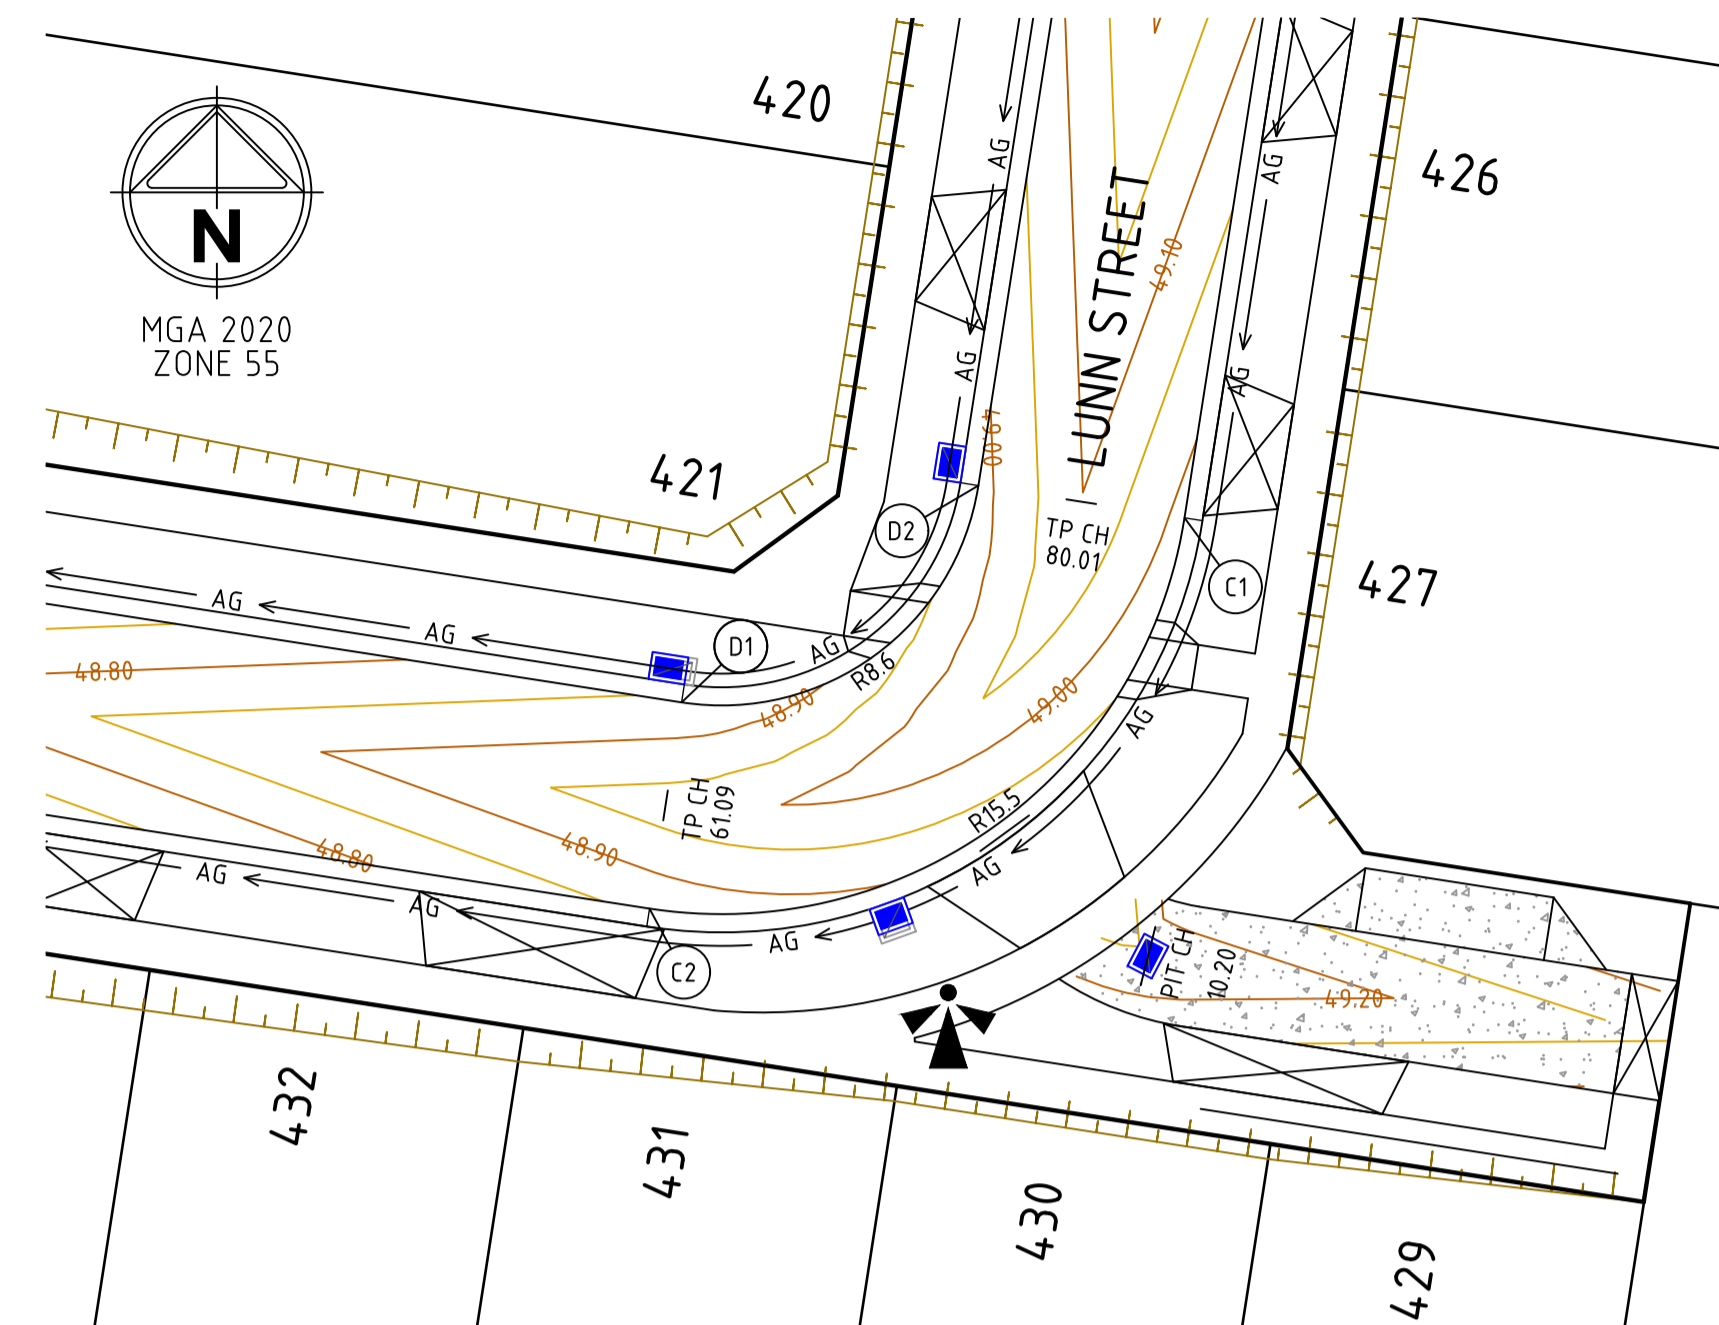 420
426
AG
AG
N
MGA 2020
ZONE 55
LUNN STREET
49.10
AG
AG
49.00
421
D2
TP CH
80.01
C1
427
AG
AG
D1
AG
R8.6
48.80
48.90
49.00
AG
TP CH
61.09
R15.5
48.80
48.90
AG
AG
AG
AG
C2
PIT CH
10.20
49.20
432
431
430
429